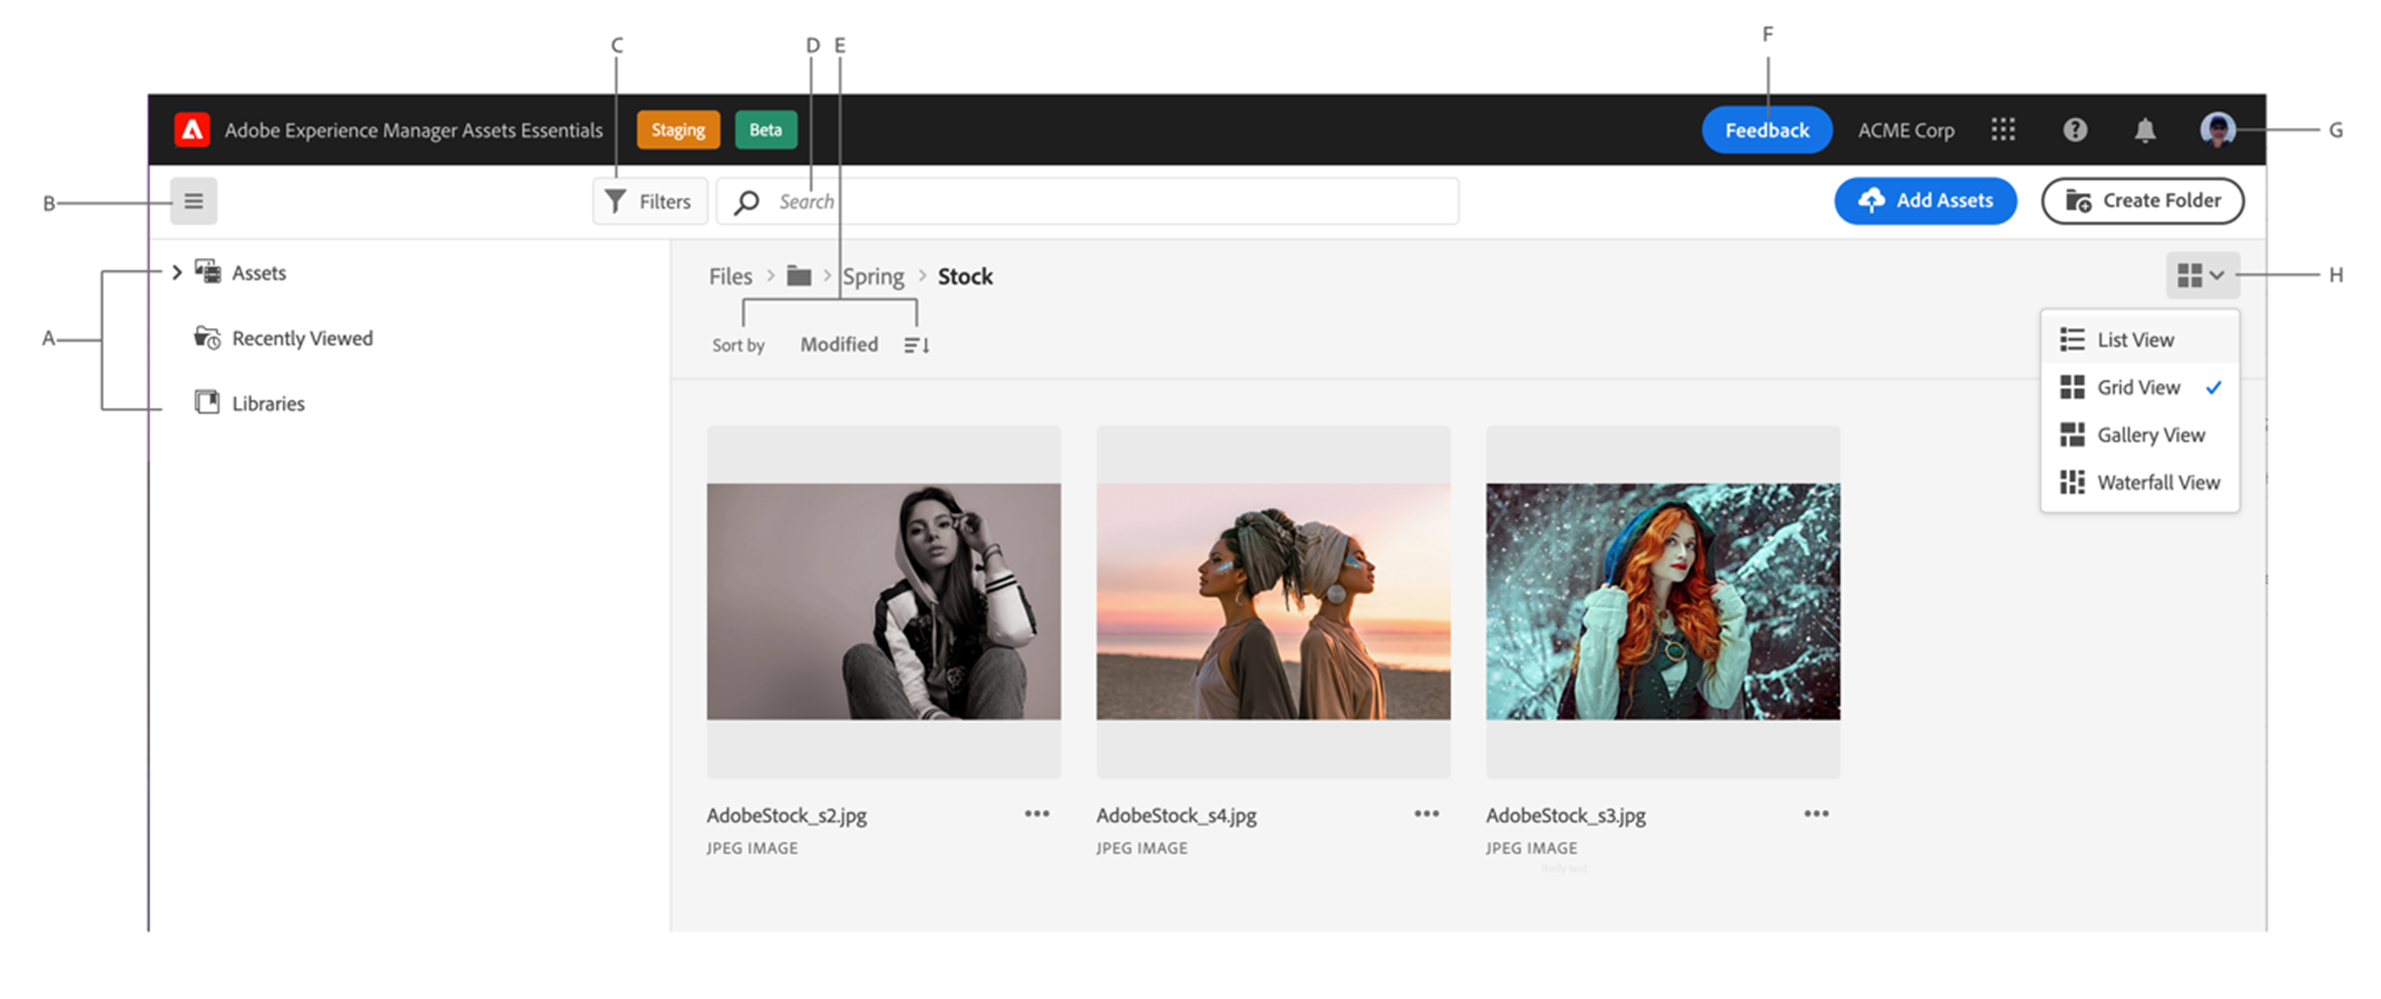 F
C D E
Adobe Experience Manager Assets Essentials Staging Beta Feedback ACME Corp ? G
B Filters Search Add Assets Create Folder
Assets
Files > > Spring > Stock
H
A Recently Viewed
Sort by Modified
List View
Grid View
Libraries
Gallery View
Waterfall View
AdobeStock_s2.jpg ••• AdobeStock_s4.jpg ••• AdobeStock_s3.jpg •••
JPEG IMAGE JPEG IMAGE JPEG IMAGE
Body text